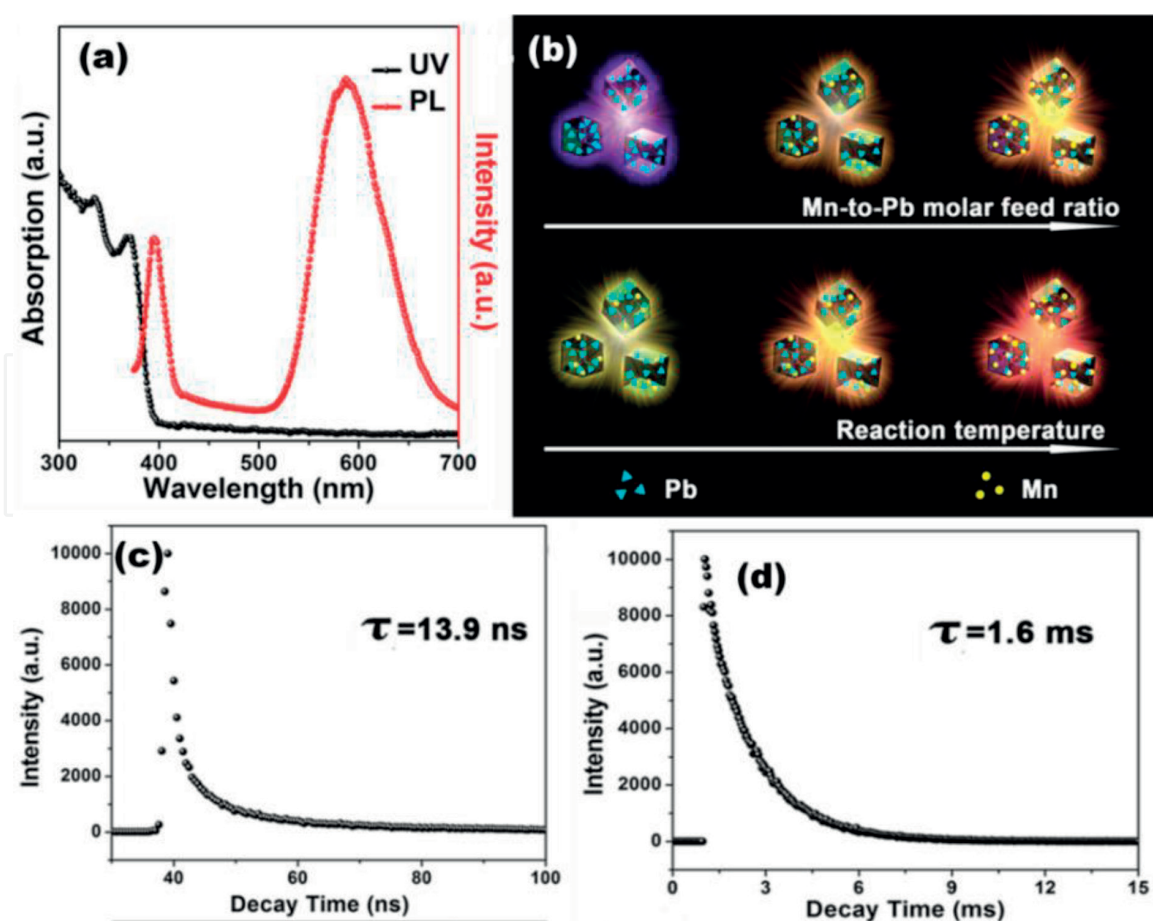 (a)
UV
PL
Absorption (a.u.)
Intensity (a.u.)
300 400 500 600 700
Wavelength (nm)
(b)
Mn-to-Pb molar feed ratio
Reaction temperature
Pb
Mn
(c)
τ=13.9 ns
Intensity (a.u.)
10000
8000
6000
4000
2000
0
40 60 80 100
Decay Time (ns)
(d)
τ=1.6 ms
Intensity (a.u.)
10000
8000
6000
4000
2000
0
0 3 6 9 12 15
Decay Time (ms)